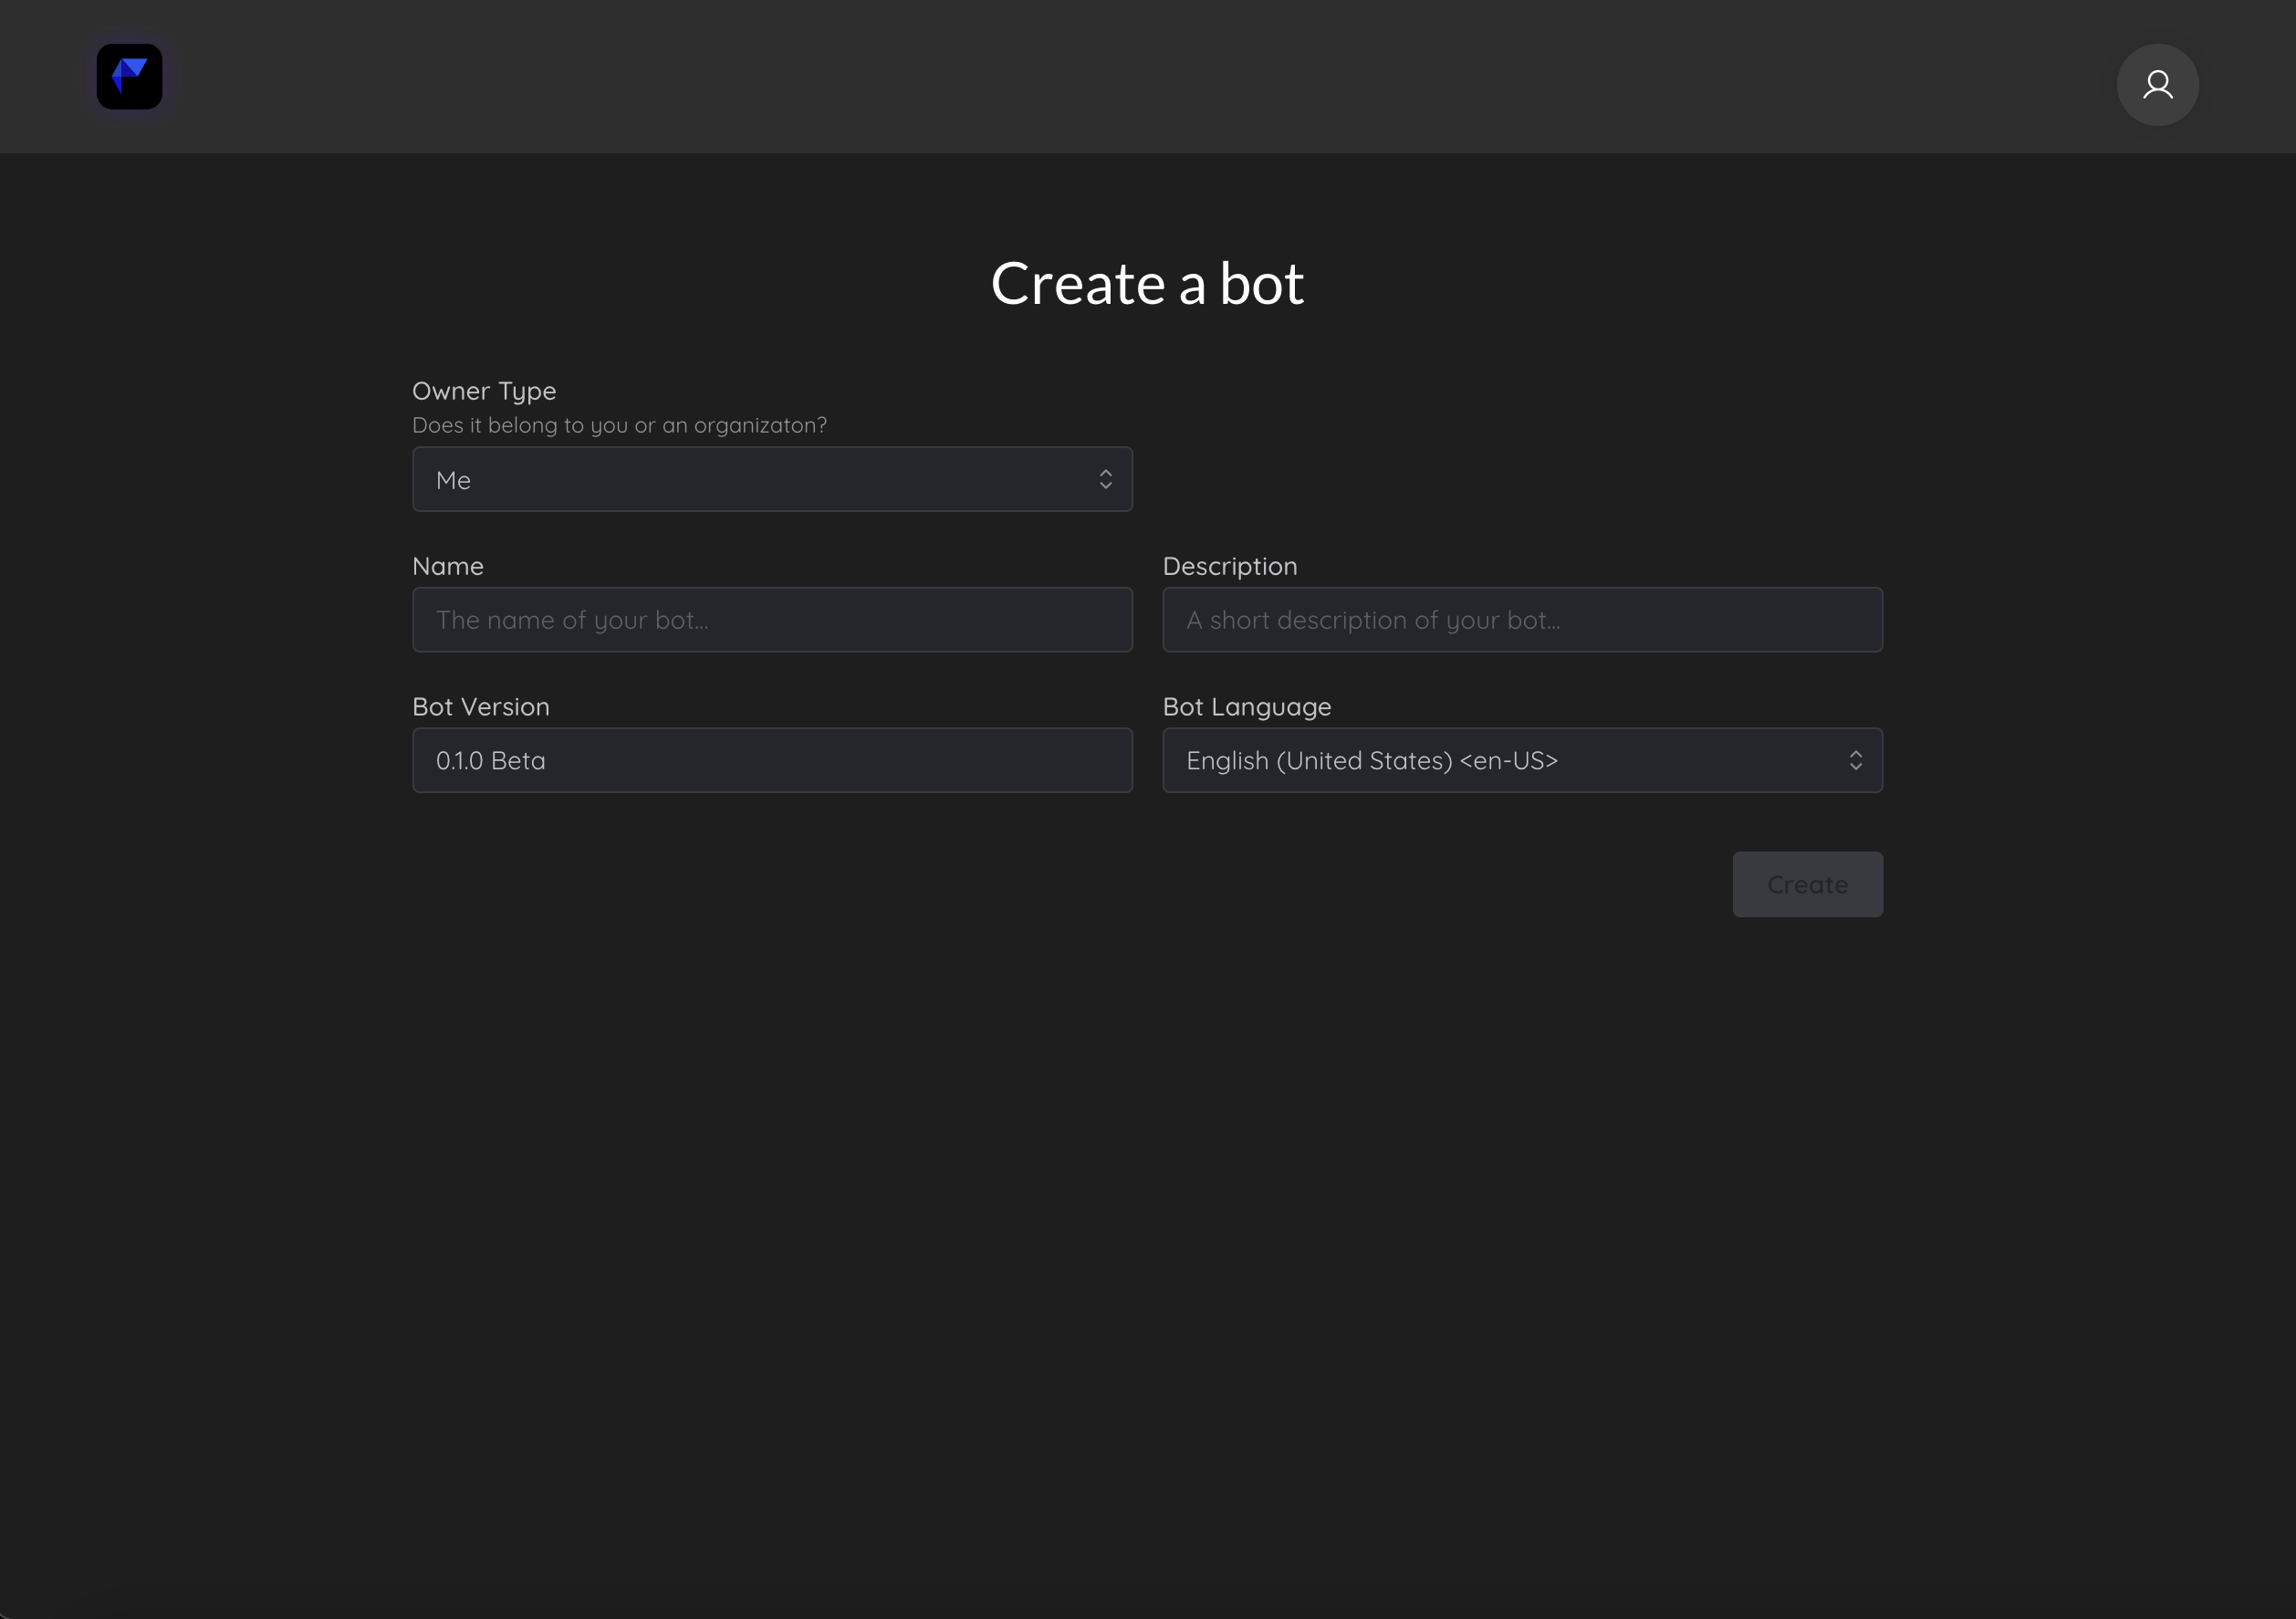 Create a bot
Owner Type
Does it belong to you or an organizaton?
Me
Name
Description
The name of your bot...
A short description of your bot...
Bot Version
Bot Language
0.1.0 Beta
English (United States) <en-US>
Create